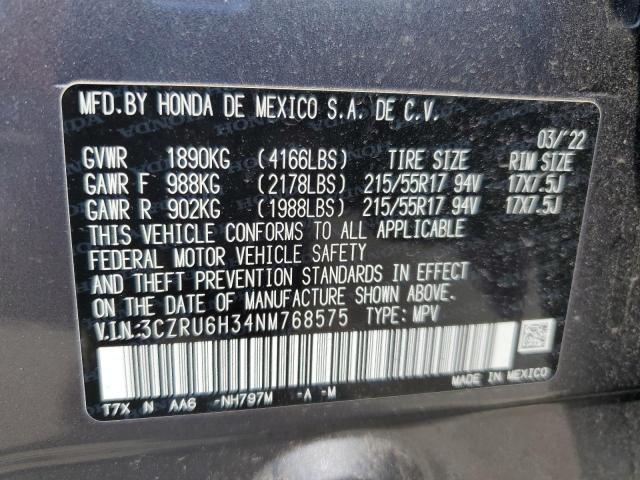 MFD.BY HONDA DE MEXICO S.A. DE C.V.
03/'22
GVWR 1890KG (4166LBS) TIRE SIZE RIM SIZE
GAWR F 988KG (2178LBS) 215/55R17 94V 17X7.5J
GAWR R 902KG (1988LBS) 215/55R17 94V 17X7.5J
THIS VEHICLE CONFORMS TO ALL APPLICABLE
FEDERAL MOTOR VEHICLE SAFETY
AND THEFT PREVENTION STANDARDS IN EFFECT
ON THE DATE OF MANUFACTURE SHOWN ABOVE.
V.I.N.:3CZRU6H34NM768575 TYPE: MPV
MADE IN MEXICO
T7X N AA6 -NH797M -A -M